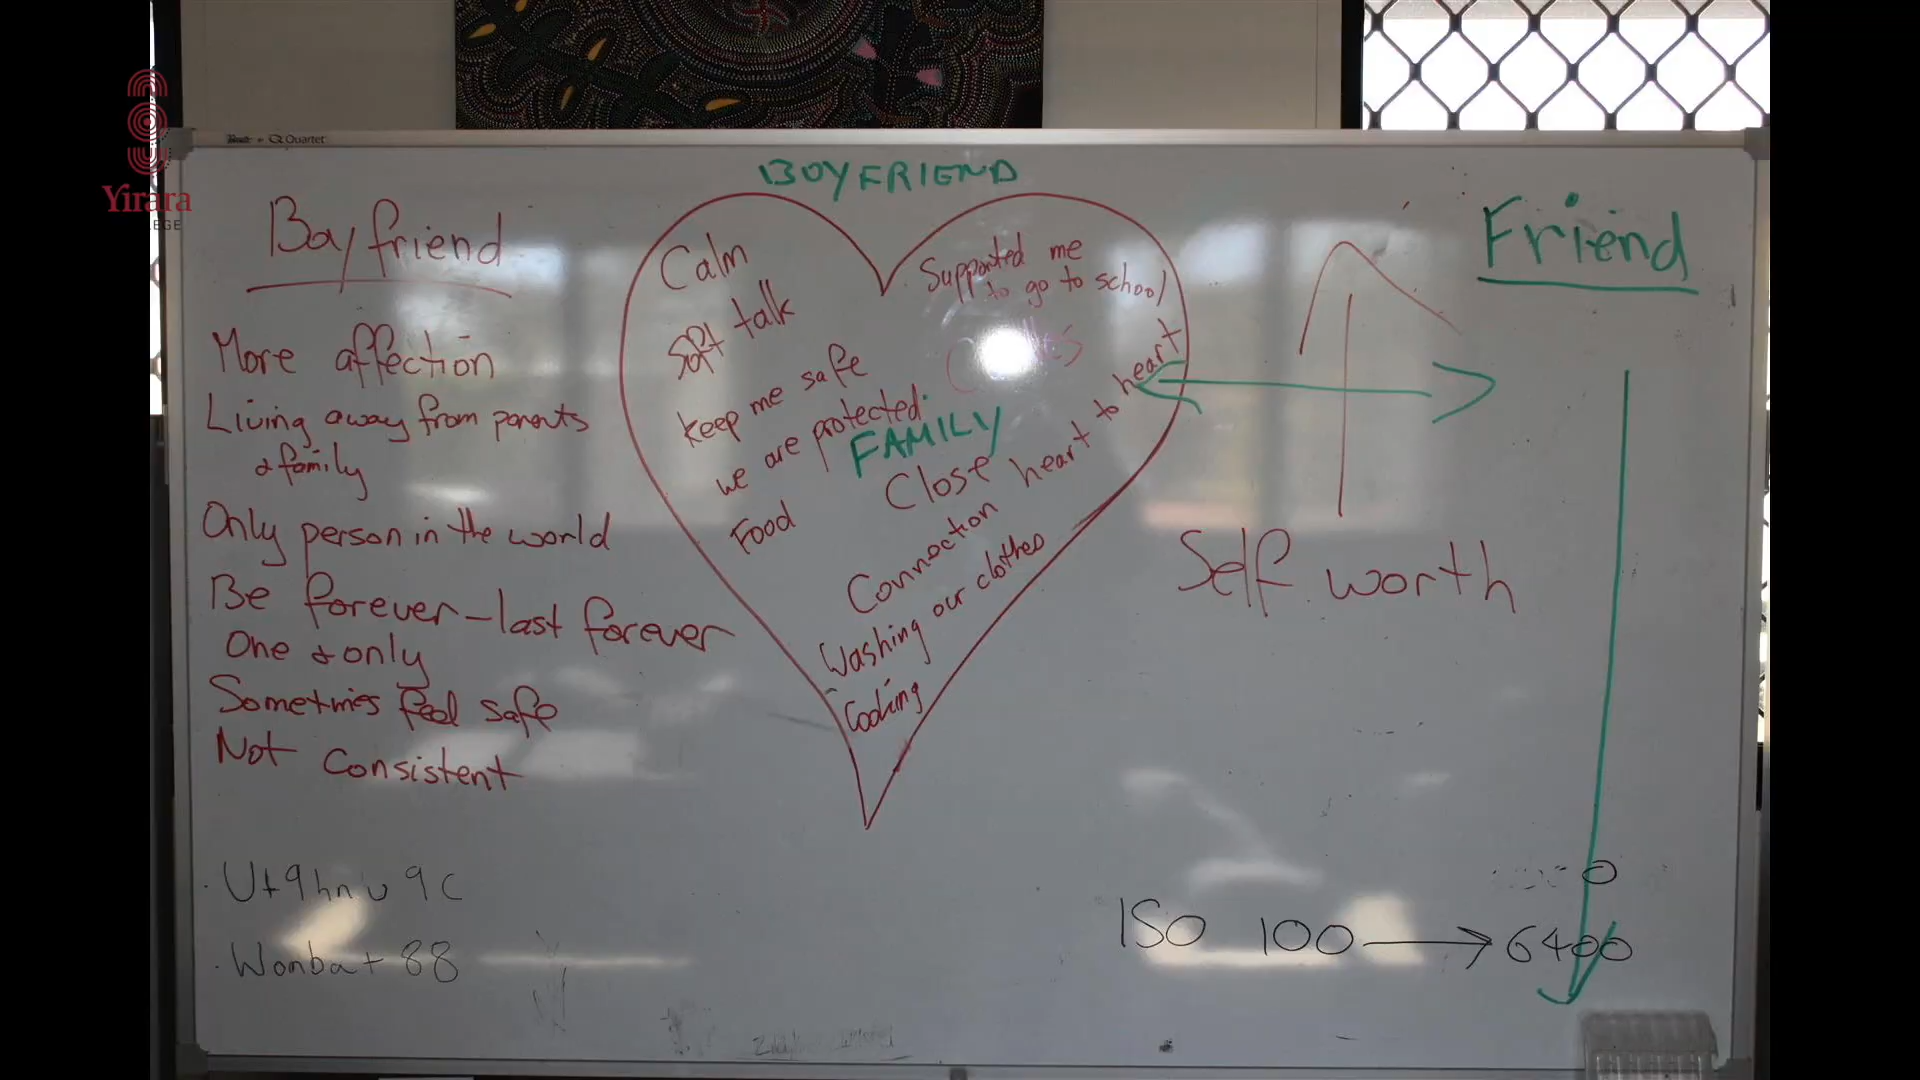 Quartet
Yirara
BOYFRIEND
Boyfriend
More affection
Living away from parents
& family
Only person in the world
Be forever - last forever
One & only
Sometimes feel safe
Not Consistent
Calm
Soft talk
keep me safe
we are protected
Food
Supported me
to go to school
FAMILY
Close heart to heart
Connection
Washing our clothes
Cooking
Self worth
Friend
Wombat 88
ISO 100 → 6400